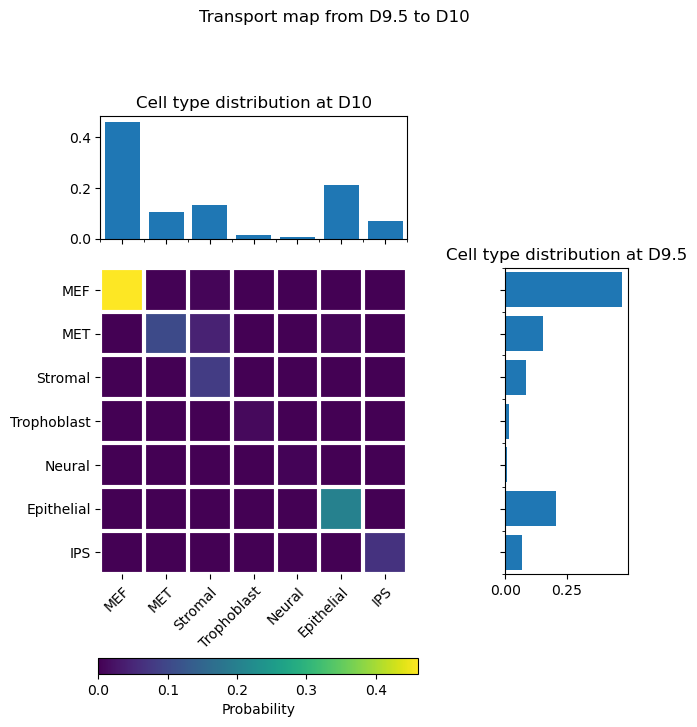 Transport map from D9.5 to D10
Cell type distribution at D10
0.4
0.2
0.0
Cell type distribution at D9.5
MEF
MET
Stromal
Trophoblast
Neural
Epithelial
IPS
MEF
MET
Stromal
Trophoblast
Neural
Epithelial
IPS
0.00
0.25
0.0
0.1
0.2
0.3
0.4
Probability